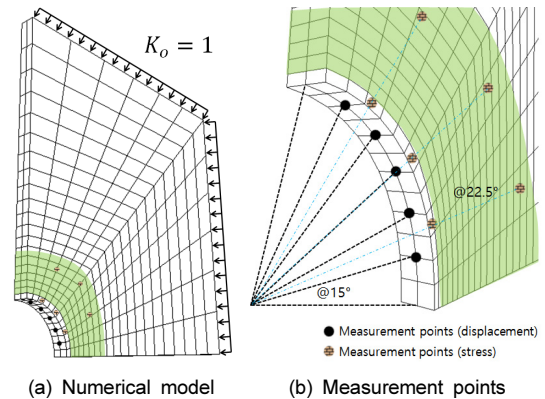 K_o = 1
@22.5°
@15°
Measurement points (displacement)
Measurement points (stress)
(a) Numerical model
(b) Measurement points